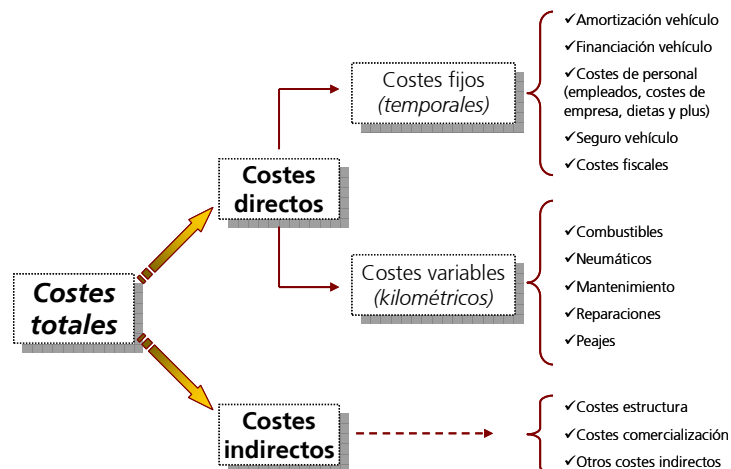 Costes
totales
Costes
directos
Costes fijos
(temporales)
✓Amortización vehículo
✓Financiación vehículo
✓Costes de personal
(empleados, costes de
empresa, dietas y plus)
✓Seguro vehículo
✓Costes fiscales
Costes variables
(kilométricos)
✓Combustibles
✓Neumáticos
✓Mantenimiento
✓Reparaciones
✓Peajes
Costes
indirectos
✓Costes estructura
✓Costes comercialización
✓Otros costes indirectos